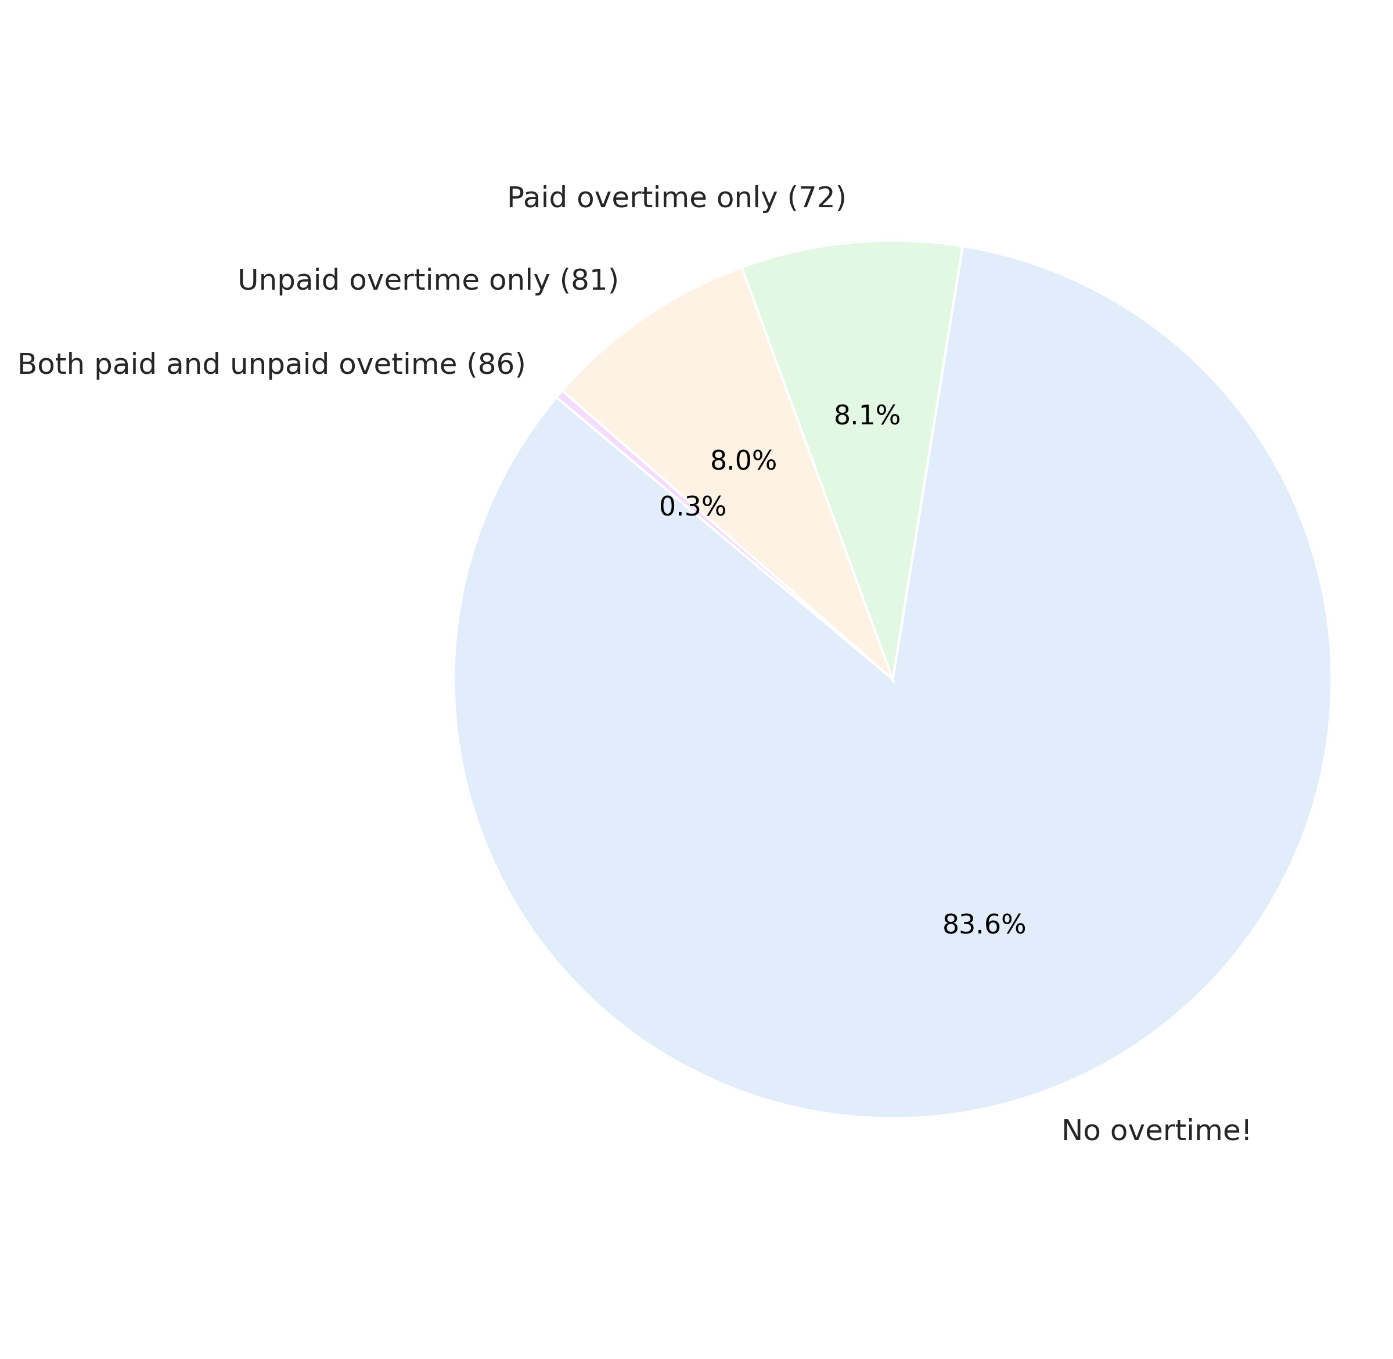 Paid overtime only (72)
Unpaid overtime only (81)
Both paid and unpaid ovetime (86)
8.1%
8.0%
0.3%
83.6%
No overtime!